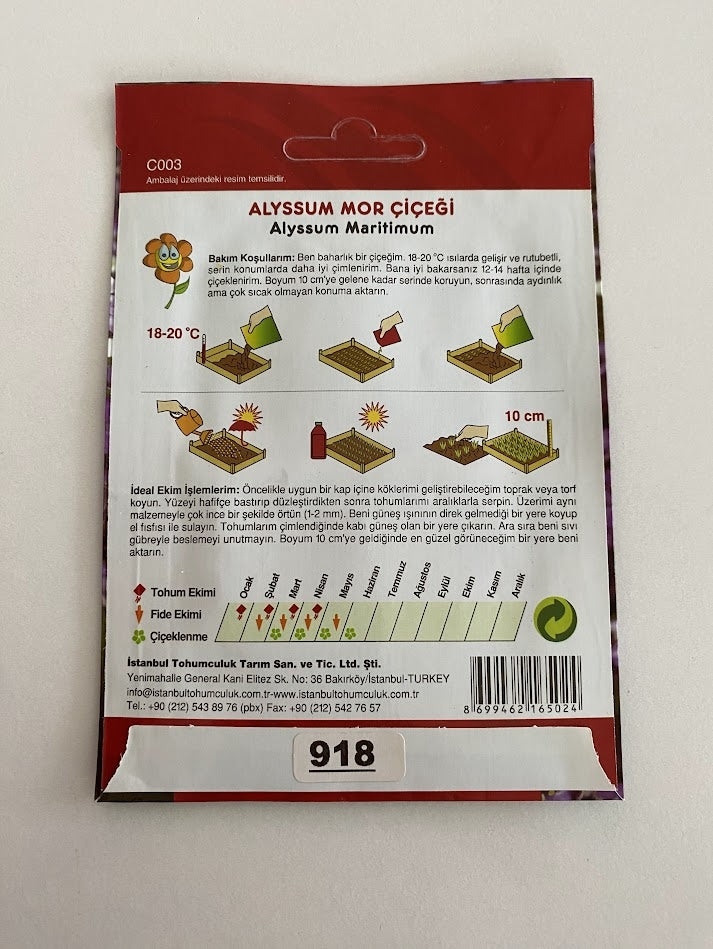 C003
Ambalaj üzerindeki resim temsilidir.
ALYSSUM MOR ÇİÇEĞİ
Alyssum Maritimum
Bakım Koşullarım: Ben baharlık bir çiçeğim. 18-20 °C ısılarda gelişir ve rutubetli,
serin konumlarda daha iyi çimlenirim. Bana iyi bakarsanız 12-14 hafta içinde
çiçeklenirim. Boyum 10 cm'ye gelene kadar serinde koruyun, sonrasında aydınlık
ama çok sıcak olmayan konuma aktarın.
18-20 °C
10 cm
İdeal Ekim İşlemlerim: Öncelikle uygun bir kap içine köklerimi geliştirebileceğim toprak veya torf
koyun. Yüzeyi hafifçe bastırıp düzleştirdikten sonra tohumlarımı aralıklarla serpin. Üzerimi aynı
malzemeyle çok ince bir şekilde örtün (1-2 mm). Beni güneş ışınının direk gelmediği bir yere koyup
el fısfısı ile sulayın. Tohumlarım çimlendiğinde kabı güneş olan bir yere çıkarın. Ara sıra beni sıvı
gübreyle beslemeyi unutmayın. Boyum 10 cm'ye geldiğinde en güzel görüneceğim bir yere beni
aktarın.
Ocak Şubat Mart Nisan Mayıs Haziran Temmuz Ağustos Eylül Ekim Kasım Aralık
Tohum Ekimi
Fide Ekimi
Çiçeklenme
İstanbul Tohumculuk Tarım San. ve Tic. Ltd. Şti.
Yenimahalle General Kani Elitez Sk. No: 36 Bakırköy/İstanbul-TURKEY
info@istanbultohumculuk.com.tr-www.istanbultohumculuk.com.tr
Tel.: +90 (212) 543 89 76 (pbx) Fax: +90 (212) 542 76 57
8 699462 165024
918